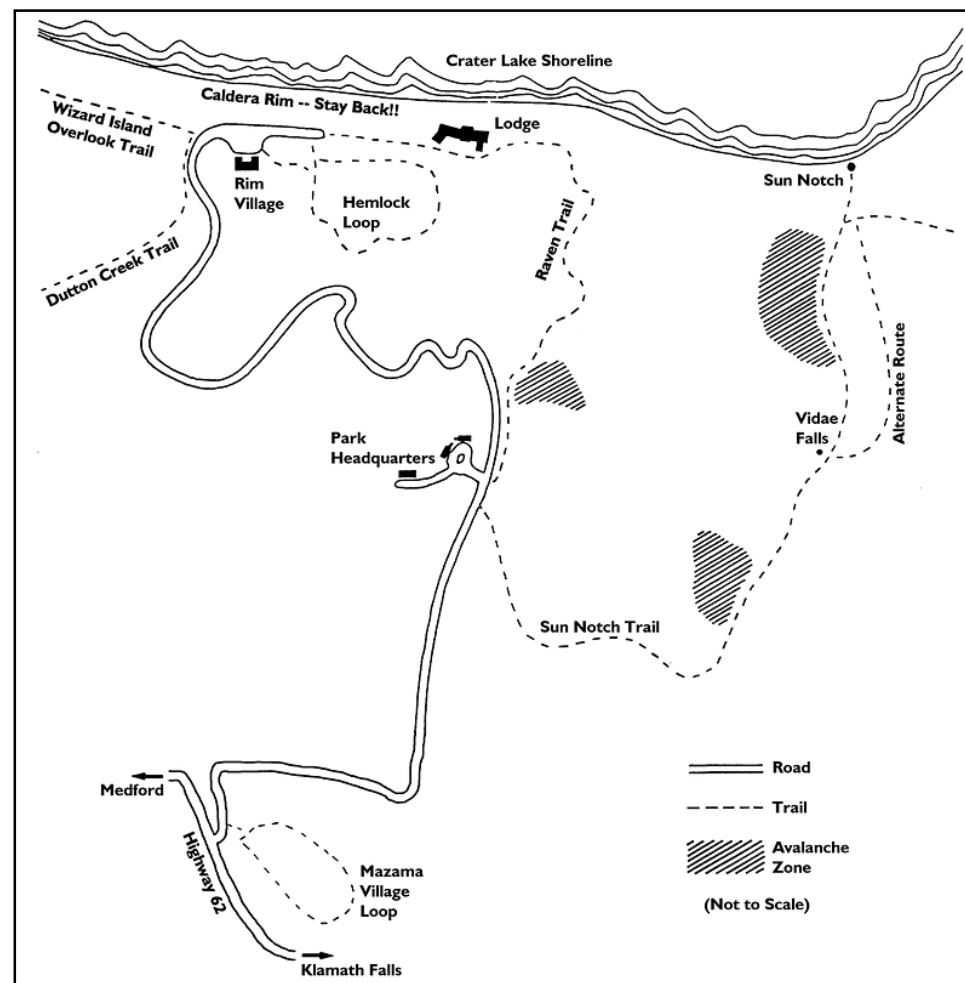 Crater Lake Shoreline
Caldera Rim -- Stay Back!!
Wizard Island
Overlook Trail
Lodge
Rim
Village
Hemlock
Loop
Sun Notch
Raven Trail
Dutton Creek Trail
Alternate Route
Vidae
Falls
Park
Headquarters
Sun Notch Trail
Medford
Highway 62
Mazama
Village
Loop
Klamath Falls
Road
Trail
Avalanche
Zone
(Not to Scale)